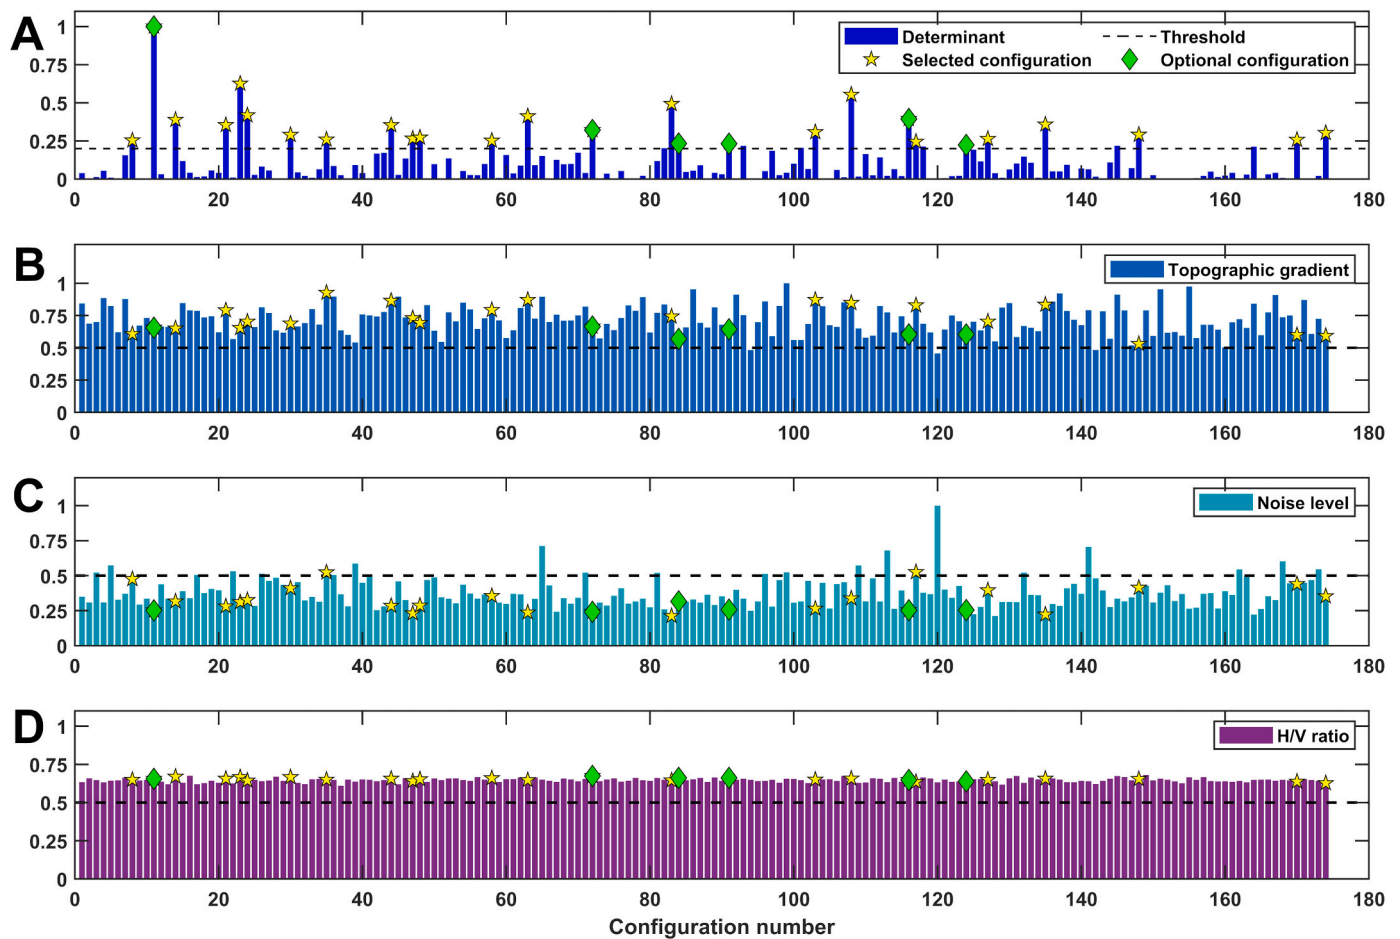 A
1
0.75
0.5
0.25
0
Determinant
Threshold
Selected configuration
Optional configuration
0 20 40 60 80 100 120 140 160 180
B
1
0.75
0.5
0.25
0
Topographic gradient
0 20 40 60 80 100 120 140 160 180
C
1
0.75
0.5
0.25
0
Noise level
0 20 40 60 80 100 120 140 160 180
D
1
0.75
0.5
0.25
0
H/V ratio
0 20 40 60 80 100 120 140 160 180
Configuration number